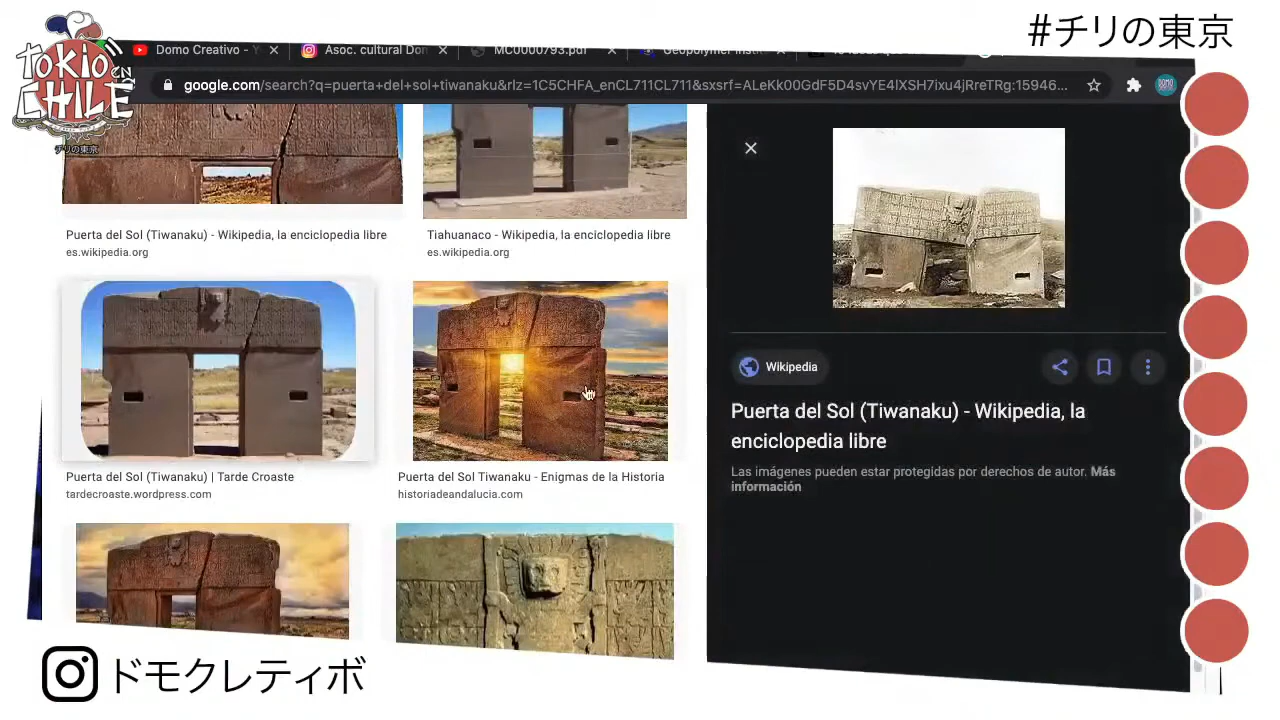 #チリの東京
TOKIO
EN
CHILE
チリの東京
Domo Creativo - Y
Asoc. cultural Dom
MC0000793.pdf
google.com/search?q=puerta+del+sol+tiwanaku&rlz=1C5CHFA_enCL711CL711&sxsrf=ALeKk00GdF5D4svYE4lXSH7ixu4jRreTRg:15946...
Puerta del Sol (Tiwanaku) - Wikipedia, la enciclopedia libre
es.wikipedia.org
Tiahuanaco - Wikipedia, la enciclopedia libre
es.wikipedia.org
Puerta del Sol (Tiwanaku) | Tarde Croaste
tardecroaste.wordpress.com
Puerta del Sol Tiwanaku - Enigmas de la Historia
historiadeandalucia.com
Wikipedia
Puerta del Sol (Tiwanaku) - Wikipedia, la
enciclopedia libre
Las imágenes pueden estar protegidas por derechos de autor. Más
información
ドモクレティボ